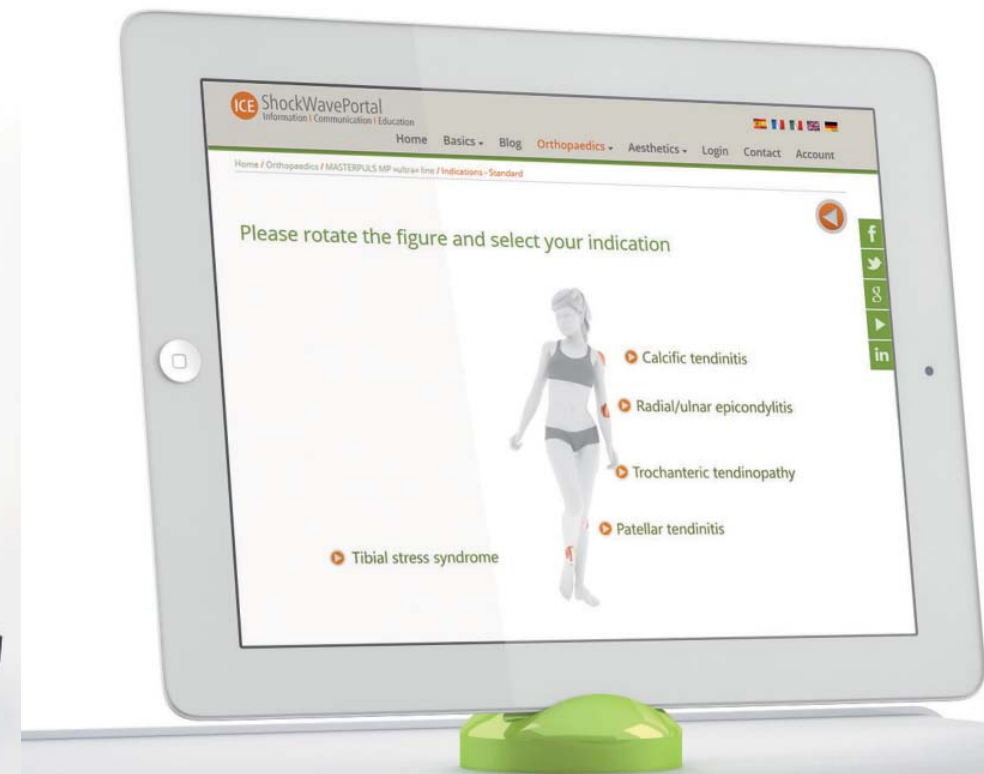 ICE ShockWavePortal
Information I Communication I Education
Home Basics Blog Orthopaedics Aesthetics Login Contact Account
Home / Orthopaedics / MASTERPULS MP »ultra« line / Indications - Standard
Please rotate the figure and select your indication
f
8
in
Calcific tendinitis
Radial/ulnar epicondylitis
Trochanteric tendinopathy
Patellar tendinitis
Tibial stress syndrome